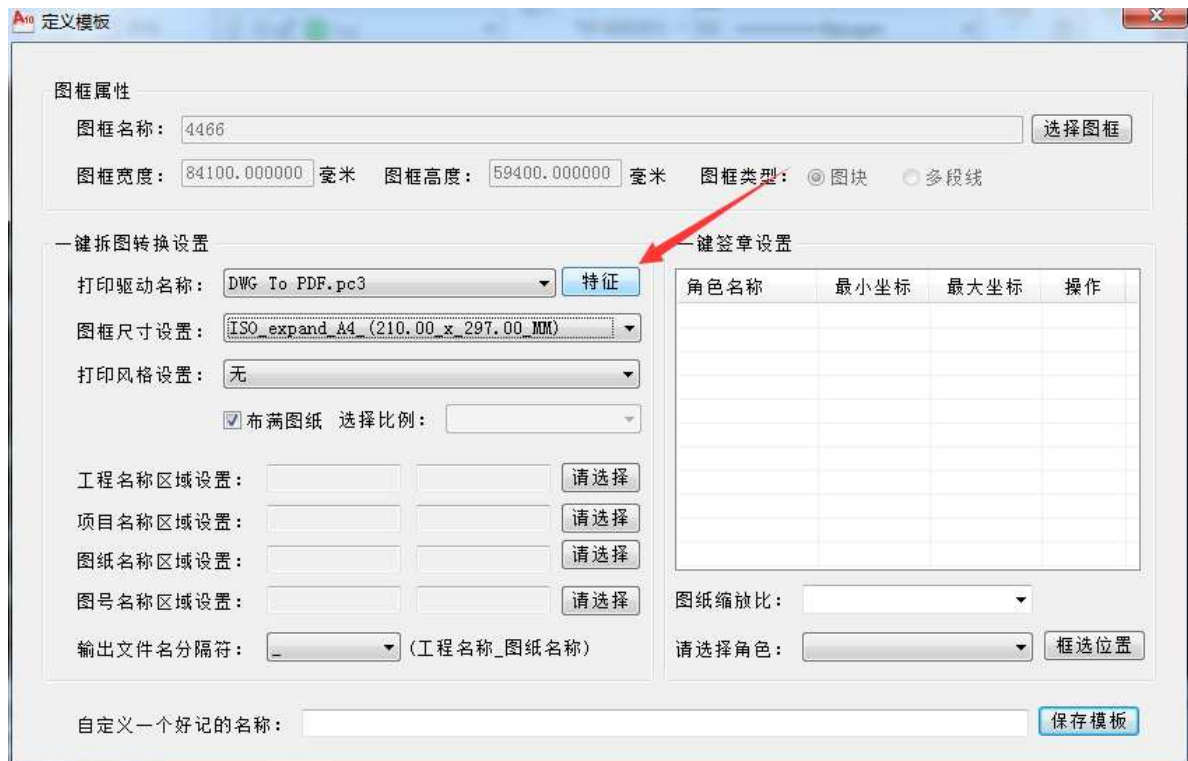 A10 定义模板
图框属性
图框名称： 4466 选择图框
图框宽度： 84100.000000 毫米 图框高度： 59400.000000 毫米 图框类型： 图块 多段线
一键拆图转换设置
打印驱动名称： DWG To PDF.pc3 特征
图框尺寸设置： ISO_expand_A4_(210.00_x_297.00_MM)
打印风格设置： 无
布满图纸 选择比例：
工程名称区域设置： 请选择
项目名称区域设置： 请选择
图纸名称区域设置： 请选择
图号名称区域设置： 请选择
输出文件名分隔符： _ (工程名称_图纸名称)
一键签章设置
角色名称 最小坐标 最大坐标 操作
图纸缩放比：
请选择角色： 框选位置
自定义一个好记的名称： 保存模板